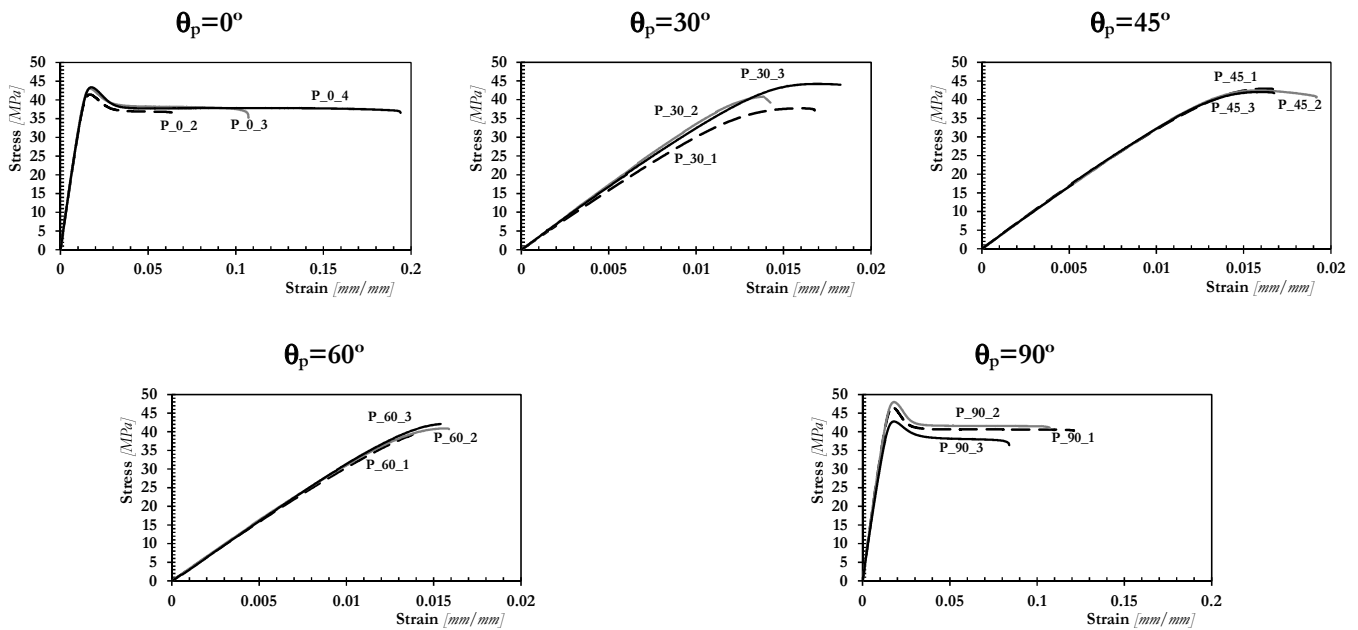 θp=0º
θp=30º
θp=45º
Stress [MPa]
50
45
40
35
30
25
20
15
10
5
0
P_0_4
P_0_2
P_0_3
0
0.05
0.1
0.15
0.2
Strain [mm/mm]
Stress [MPa]
50
45
40
35
30
25
20
15
10
5
0
P_30_3
P_30_2
P_30_1
0
0.005
0.01
0.015
0.02
Strain [mm/mm]
Stress [MPa]
50
45
40
35
30
25
20
15
10
5
0
P_45_1
P_45_3
P_45_2
0
0.005
0.01
0.015
0.02
Strain [mm/mm]
θp=60º
θp=90º
Stress [MPa]
50
45
40
35
30
25
20
15
10
5
0
P_60_3
P_60_2
P_60_1
0
0.005
0.01
0.015
0.02
Strain [mm/mm]
Stress [MPa]
50
45
40
35
30
25
20
15
10
5
0
P_90_2
P_90_1
P_90_3
0
0.05
0.1
0.15
0.2
Strain [mm/mm]